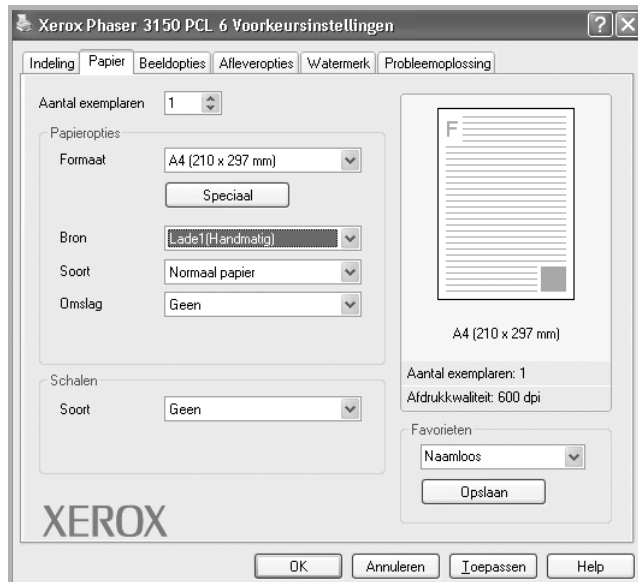 Xerox Phaser 3150 PCL 6 Voorkeursinstellingen
Indeling Papier Beeldopties Afleveropties Watermerk Probleemoplossing
Aantal exemplaren 1
Papieropties
Formaat A4 (210 x 297 mm)
Speciaal
Bron Lade1(Handmatig)
Soort Normaal papier
Omslag Geen
Schalen
Soort Geen
XEROX
F
A4 (210 x 297 mm)
Aantal exemplaren: 1
Afdrukkwaliteit: 600 dpi
Favorieten
Naamloos
Opslaan
OK Annuleren Toepassen Help